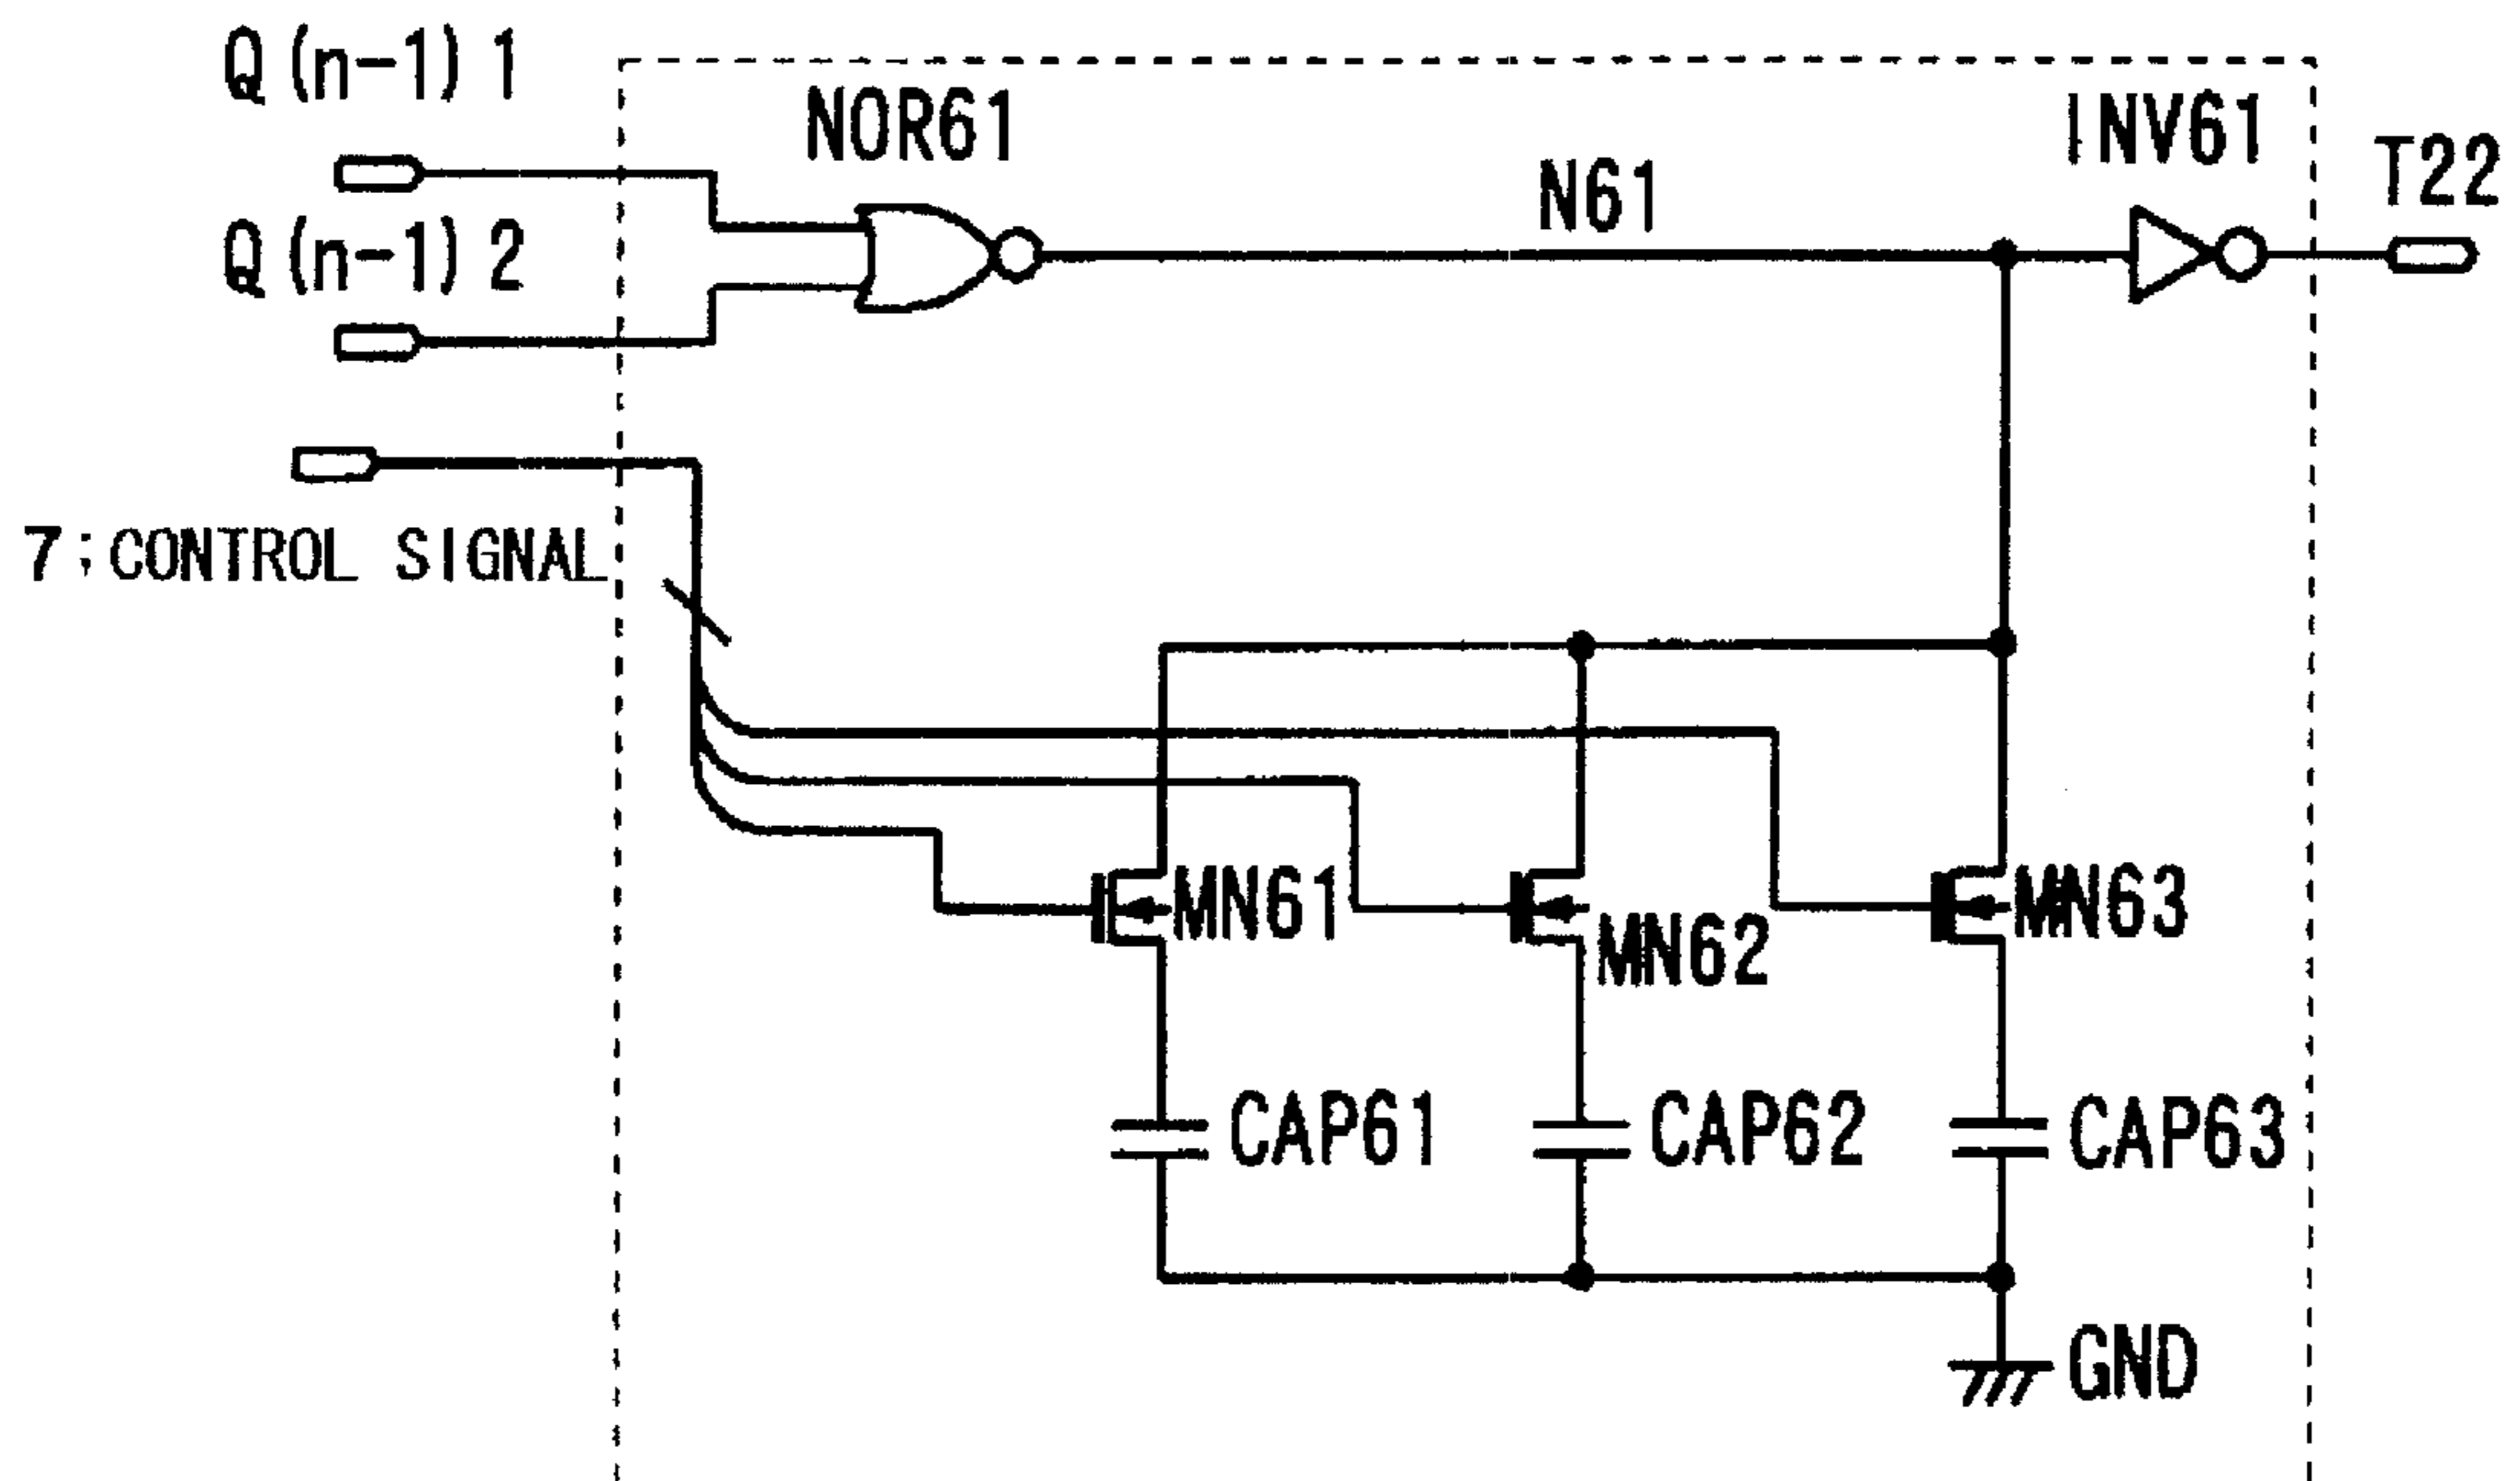 Q(n-1)1
NOR61
INV61
T22
N61
Q(n-1)2
7;CONTROL SIGNAL
MN61
MN62
MN63
CAP61
CAP62
CAP63
GND